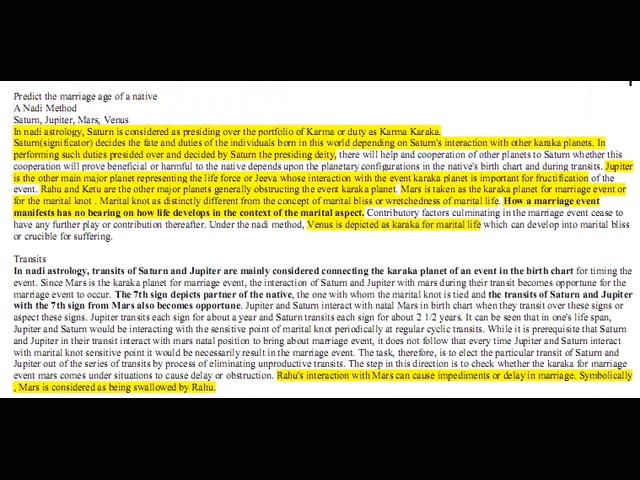 Predict the marriage age of a native
A Nadi Method
Saturn, Jupiter, Mars, Venus
In nadi astrology, Saturn is considered as presiding over the portfolio of Karma or duty as Karma Karaka.
Saturn(significator) decides the fate and duties of the individuals born in this world depending on Saturn's interaction with other karaka planets. In
performing such duties presided over and decided by Saturn the presiding deity, there will help and cooperation of other planets to Saturn whether this
cooperation will prove beneficial or harmful to the native depends upon the planetary configurations in the native's birth chart and during transits. Jupiter
is the other main major planet representing the life force or Jeeva whose interaction with the event karaka planet is important for fructification of the
event. Rahu and Ketu are the other major planets generally obstructing the event karaka planet. Mars is taken as the karaka planet for marriage event or
for the marital knot . Marital knot as distinctly different from the concept of marital bliss or wretchedness of marital life. How a marriage event
manifests has no bearing on how life develops in the context of the marital aspect. Contributory factors culminating in the marriage event cease to
have any further play or contribution thereafter. Under the nadi method, Venus is depicted as karaka for marital life which can develop into marital bliss
or crucible for suffering.
Transits
In nadi astrology, transits of Saturn and Jupiter are mainly considered connecting the karaka planet of an event in the birth chart for timing the
event. Since Mars is the karaka planet for marriage event, the interaction of Saturn and Jupiter with mars during their transit becomes opportune for the
marriage event to occur. The 7th sign depicts partner of the native, the one with whom the marital knot is tied and the transits of Saturn and Jupiter
with the 7th sign from Mars also becomes opportune. Jupiter and Saturn interact with natal Mars in birth chart when they transit over these signs or
aspect these signs. Jupiter transits each sign for about a year and Saturn transits each sign for about 2 1/2 years. It can be seen that in one's life span,
Jupiter and Saturn would be interacting with the sensitive point of marital knot periodically at regular cyclic transits. While it is prerequisite that Saturn
and Jupiter in their transit interact with mars natal position to bring about marriage event, it does not follow that every time Jupiter and Saturn interact
with marital knot sensitive point it would be necessarily result in the marriage event. The task, therefore, is to elect the particular transit of Saturn and
Jupiter out of the series of transits by process of eliminating unproductive transits. The step in this direction is to check whether the karaka for marriage
event mars comes under situations to cause delay or obstruction. Rahu's interaction with Mars can cause impediments or delay in marriage. Symbolically
, Mars is considered as being swallowed by Rahu.